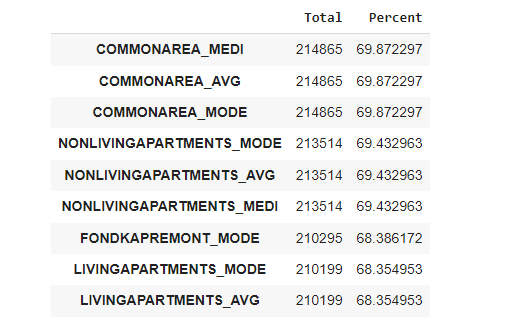 Total Percent
COMMONAREA_MEDI 214865 69.872297
COMMONAREA_AVG 214865 69.872297
COMMONAREA_MODE 214865 69.872297
NONLIVINGAPARTMENTS_MODE 213514 69.432963
NONLIVINGAPARTMENTS_AVG 213514 69.432963
NONLIVINGAPARTMENTS_MEDI 213514 69.432963
FONDKAPREMONT_MODE 210295 68.386172
LIVINGAPARTMENTS_MODE 210199 68.354953
LIVINGAPARTMENTS_AVG 210199 68.354953